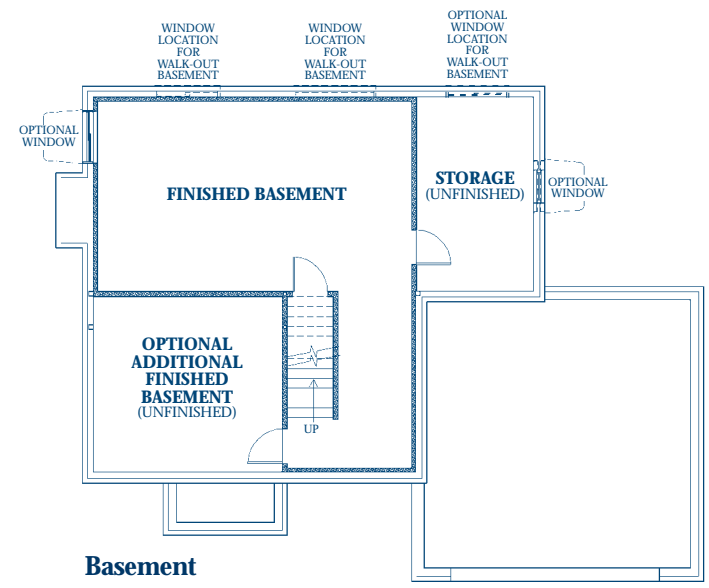 WINDOW
LOCATION
FOR
WALK-OUT
BASEMENT
WINDOW
LOCATION
FOR
WALK-OUT
BASEMENT
OPTIONAL
WINDOW
LOCATION
FOR
WALK-OUT
BASEMENT
OPTIONAL
WINDOW
FINISHED BASEMENT
STORAGE
(UNFINISHED)
OPTIONAL
WINDOW
OPTIONAL
ADDITIONAL
FINISHED
BASEMENT
(UNFINISHED)
UP
Basement